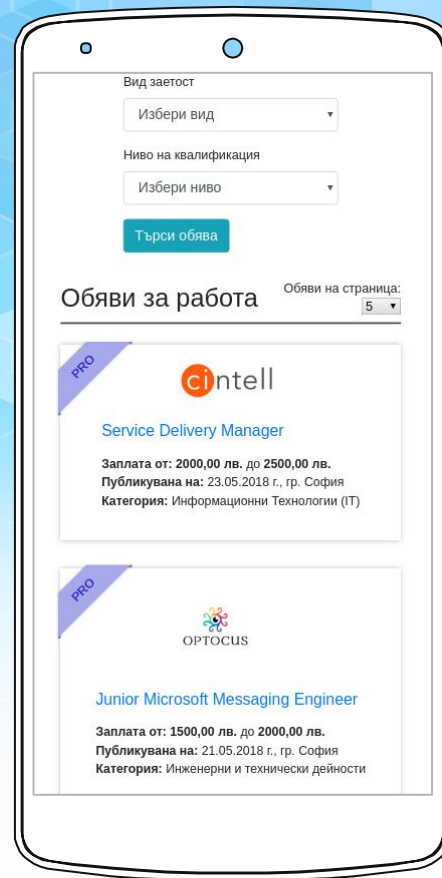 Вид заетост
Избери вид
Ниво на квалификация
Избери ниво
Търси обява
Обяви за работа
Обяви на страница:
5
PRO
cintell
Service Delivery Manager
Заплата от: 2000,00 лв. до 2500,00 лв.
Публикувана на: 23.05.2018 г., гр. София
Категория: Информационни Технологии (IT)
PRO
OPTOCUS
Junior Microsoft Messaging Engineer
Заплата от: 1500,00 лв. до 2000,00 лв.
Публикувана на: 21.05.2018 г., гр. София
Категория: Инженерни и технически дейности